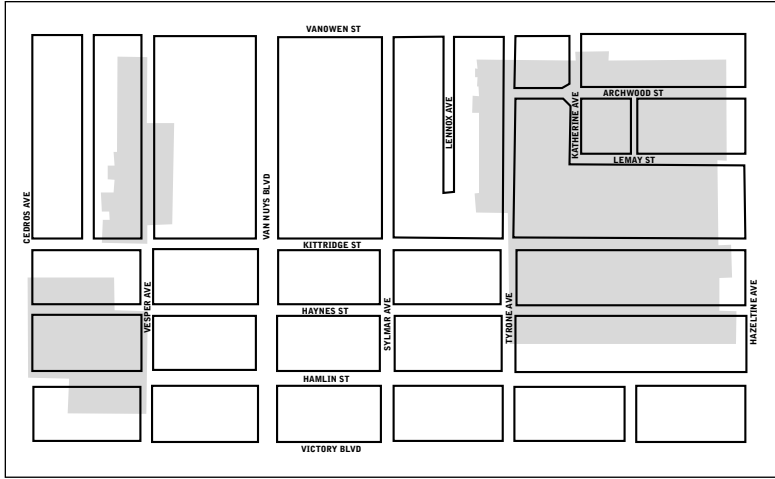 VANOWEN ST
ARCHWOOD ST
LENNOX AVE
KATHERINE AVE
LEMAY ST
CEDROS AVE
VAN NUYS BLVD
KITTRIDGE ST
VESPER AVE
HAYNES ST
SYLMAR AVE
TYRONE AVE
HAZELTINE AVE
HAMLIN ST
VICTORY BLVD